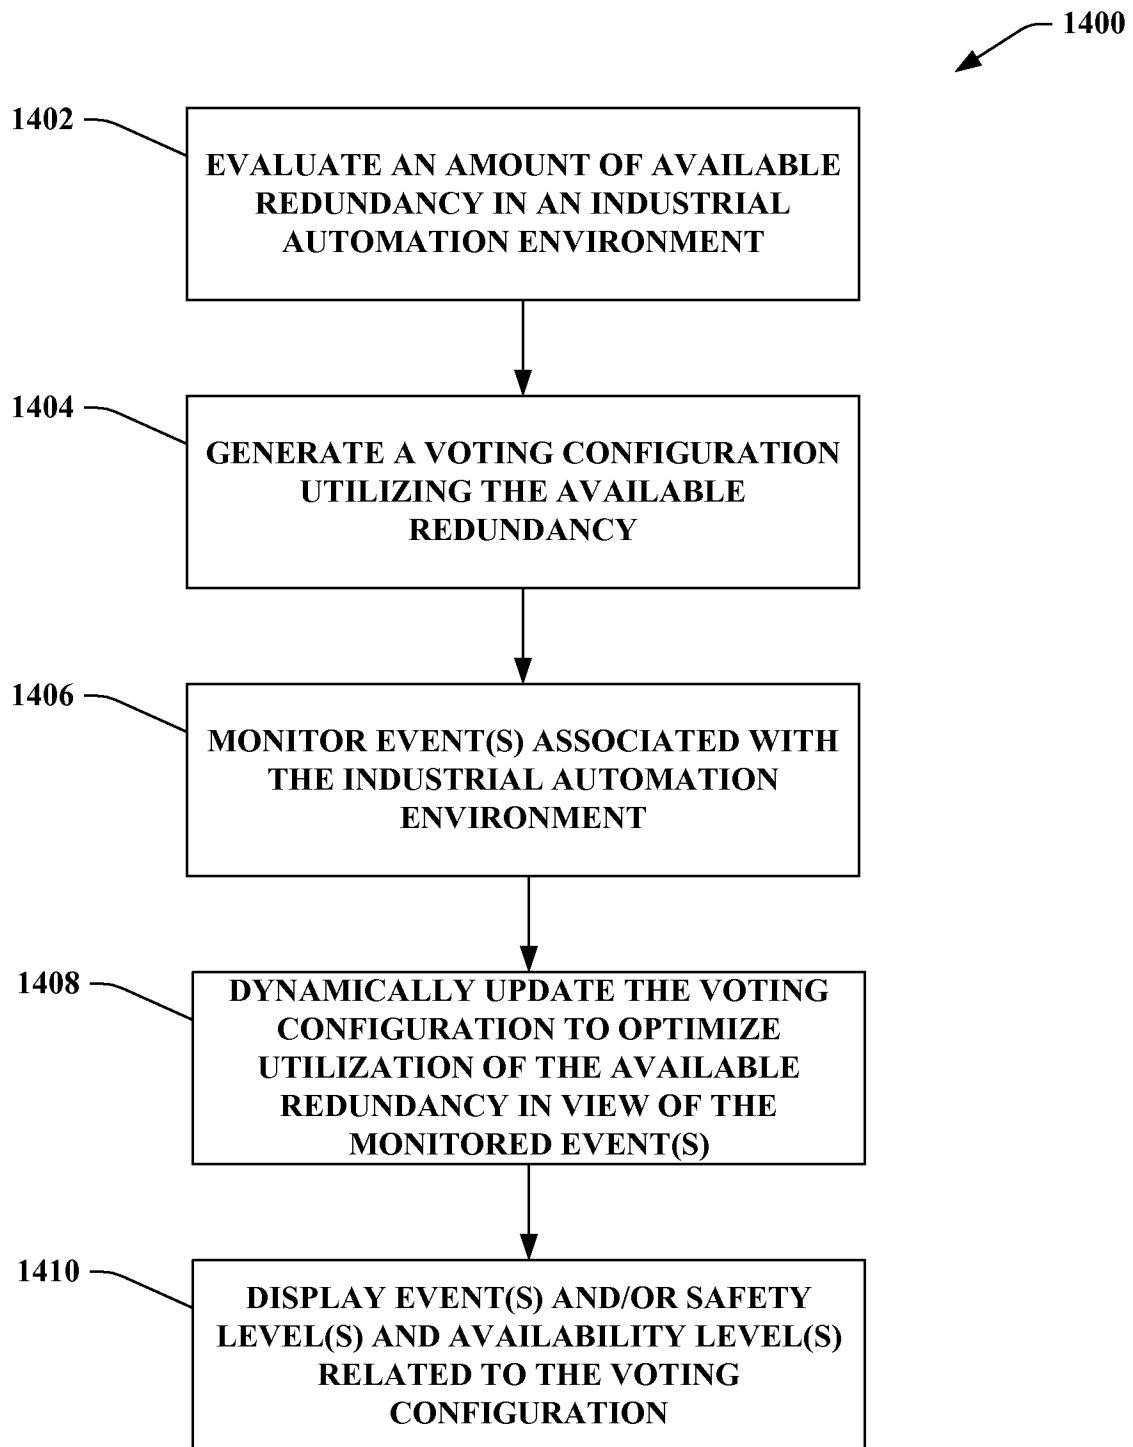 1400
1402
EVALUATE AN AMOUNT OF AVAILABLE
REDUNDANCY IN AN INDUSTRIAL
AUTOMATION ENVIRONMENT
1404
GENERATE A VOTING CONFIGURATION
UTILIZING THE AVAILABLE
REDUNDANCY
1406
MONITOR EVENT(S) ASSOCIATED WITH
THE INDUSTRIAL AUTOMATION
ENVIRONMENT
1408
DYNAMICALLY UPDATE THE VOTING
CONFIGURATION TO OPTIMIZE
UTILIZATION OF THE AVAILABLE
REDUNDANCY IN VIEW OF THE
MONITORED EVENT(S)
1410
DISPLAY EVENT(S) AND/OR SAFETY
LEVEL(S) AND AVAILABILITY LEVEL(S)
RELATED TO THE VOTING
CONFIGURATION